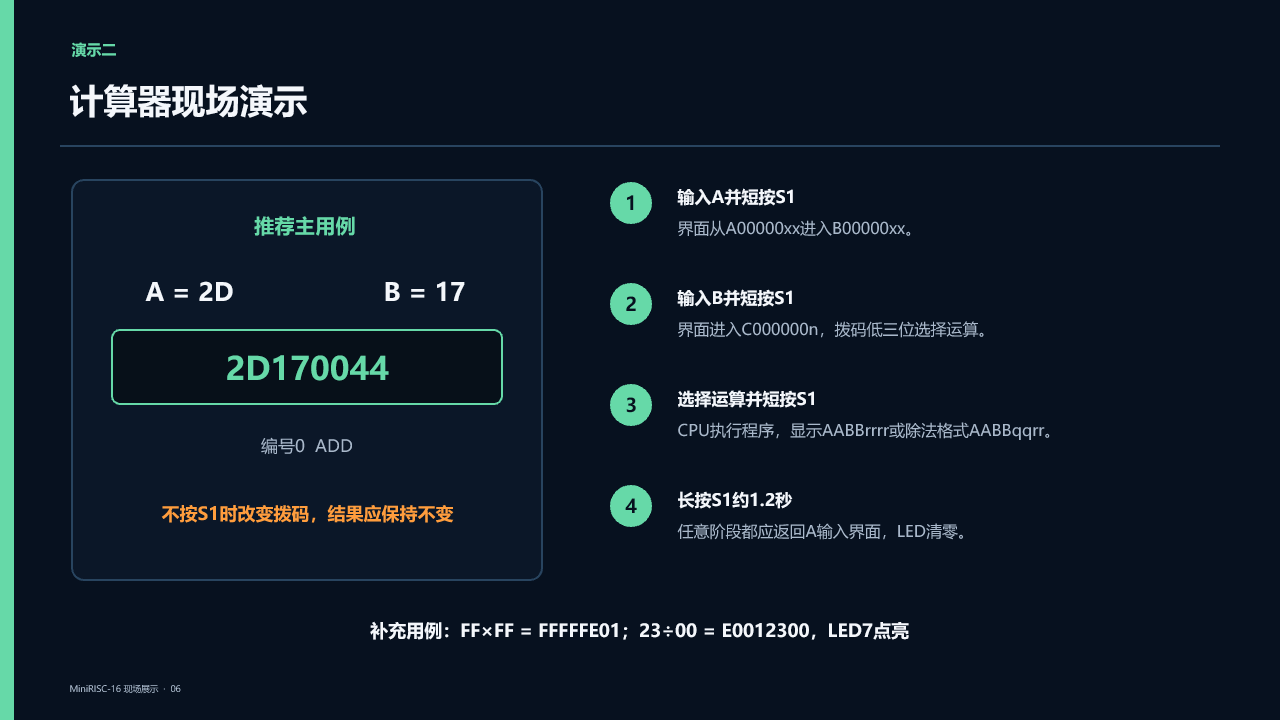 演示二
计算器现场演示
推荐主用例
A = 2D
B = 17
2D170044
编号0 ADD
不按S1时改变拨码，结果应保持不变
1
输入A并短按S1
界面从A00000xx进入B00000xx。
2
输入B并短按S1
界面进入C000000n，拨码低三位选择运算。
3
选择运算并短按S1
CPU执行程序，显示AABBrrrr或除法格式AABBqqrr。
4
长按S1约1.2秒
任意阶段都应返回A输入界面，LED清零。
补充用例：FF×FF = FFFFFE01；23÷00 = E0012300，LED7点亮
MiniRISC-16 现场展示 · 06